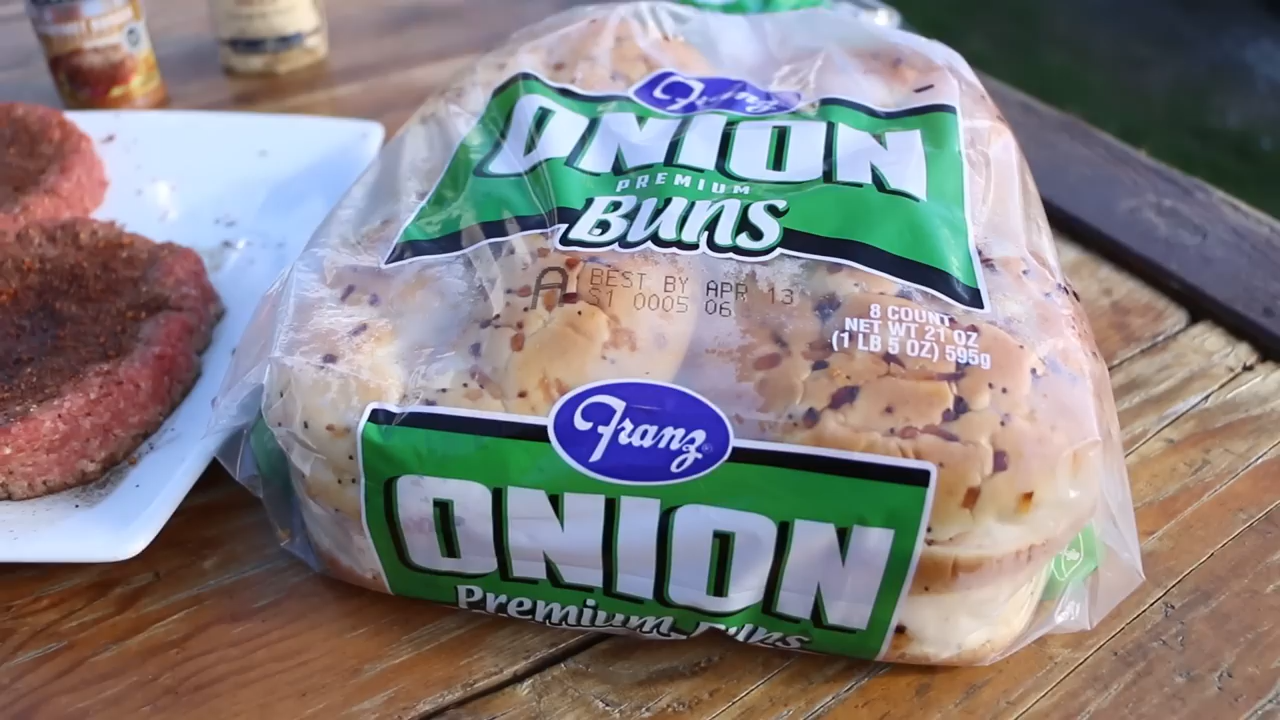 Franz
ONION
PREMIUM
BUNS
A
BEST BY APR 13
S1 0005 06
8 COUNT
NET WT 21 OZ
(1 LB 5 OZ) 595g
Franz
ONION
Premium Buns